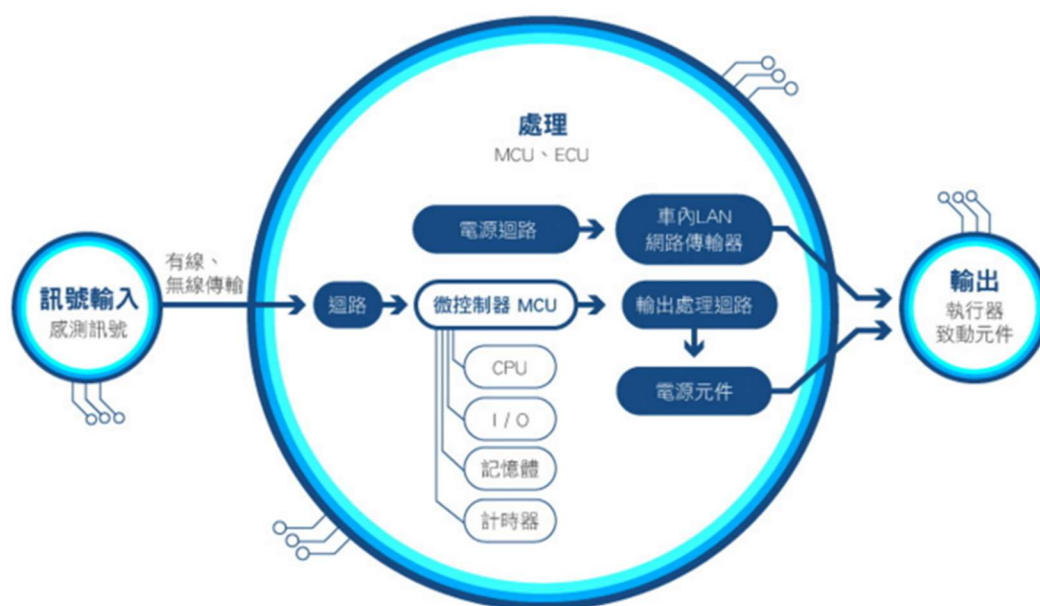 處理
MCU、ECU
電源迴路
車內LAN
網路傳輸器
有線、
無線傳輸
訊號輸入
感測訊號
迴路
微控制器 MCU
輸出處理迴路
輸出
執行器
致動元件
CPU
電源元件
I / O
記憶體
計時器